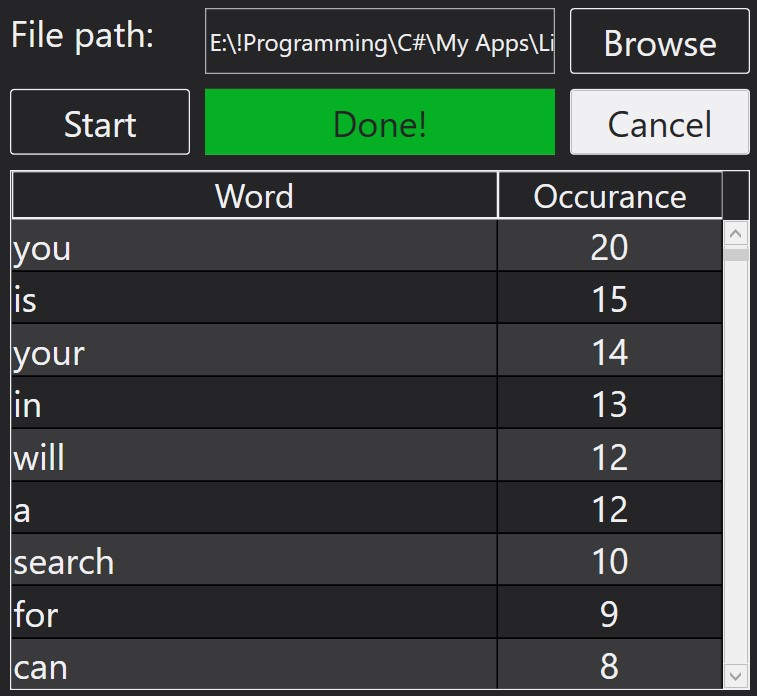 File path: E:\!Programming\C#\My Apps\Li Browse
Start Done! Cancel
Word Occurance
you 20
is 15
your 14
in 13
will 12
a 12
search 10
for 9
can 8